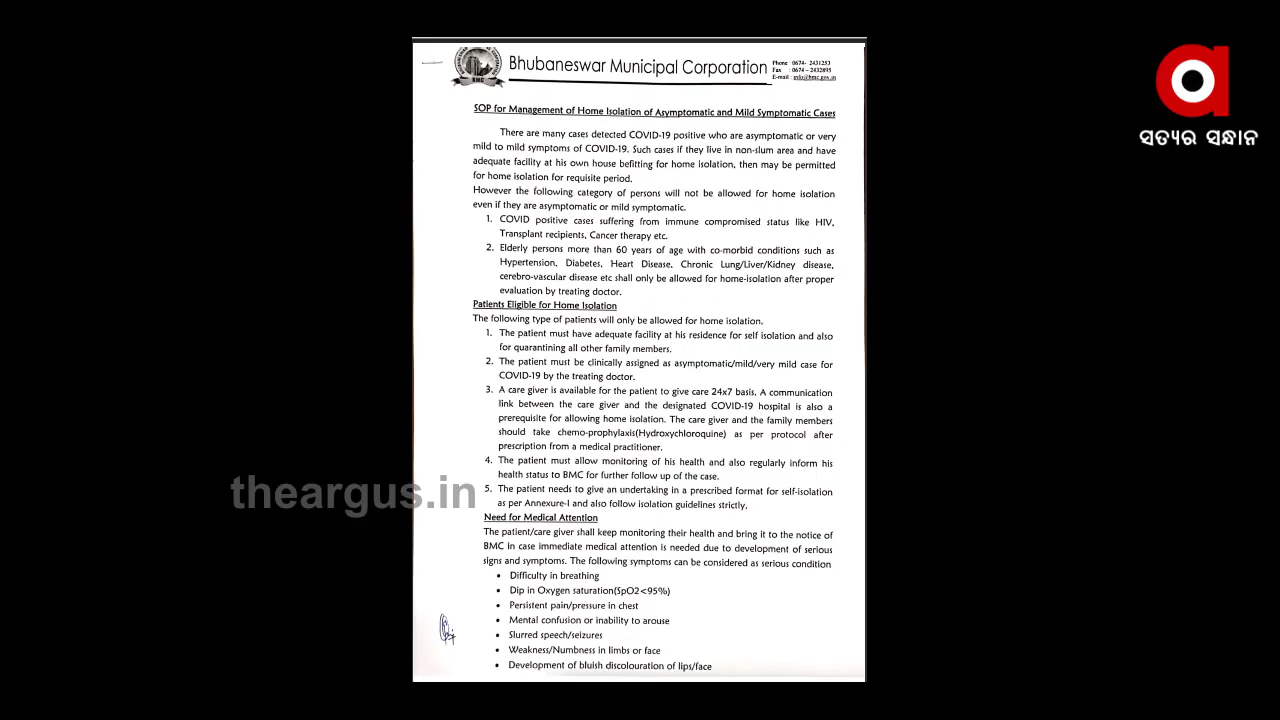 Bhubaneswar Municipal Corporation
Phone : 0674- 2431253
Fax : 0674 – 2432895
E-mail : info@bmc.gov.in
BMC
SOP for Management of Home Isolation of Asymptomatic and Mild Symptomatic Cases
There are many cases detected COVID-19 positive who are asymptomatic or very
mild to mild symptoms of COVID-19. Such cases if they live in non-slum area and have
adequate facility at his own house befitting for home isolation, then may be permitted
for home isolation for requisite period.
However the following category of persons will not be allowed for home isolation
even if they are asymptomatic or mild symptomatic.
1. COVID positive cases suffering from immune compromised status like HIV,
Transplant recipients, Cancer therapy etc.
2. Elderly persons more than 60 years of age with co-morbid conditions such as
Hypertension, Diabetes, Heart Disease, Chronic Lung/Liver/Kidney disease,
cerebro-vascular disease etc shall only be allowed for home-isolation after proper
evaluation by treating doctor.
Patients Eligible for Home Isolation
The following type of patients will only be allowed for home isolation.
1. The patient must have adequate facility at his residence for self isolation and also
for quarantining all other family members.
2. The patient must be clinically assigned as asymptomatic/mild/very mild case for
COVID-19 by the treating doctor.
3. A care giver is available for the patient to give care 24x7 basis. A communication
link between the care giver and the designated COVID-19 hospital is also a
prerequisite for allowing home isolation. The care giver and the family members
should take chemo-prophylaxis(Hydroxychloroquine) as per protocol after
prescription from a medical practitioner.
4. The patient must allow monitoring of his health and also regularly inform his
health status to BMC for further follow up of the case.
5. The patient needs to give an undertaking in a prescribed format for self-isolation
as per Annexure-I and also follow isolation guidelines strictly.
Need for Medical Attention
The patient/care giver shall keep monitoring their health and bring it to the notice of
BMC in case immediate medical attention is needed due to development of serious
signs and symptoms. The following symptoms can be considered as serious condition
• Difficulty in breathing
• Dip in Oxygen saturation(SpO2<95%)
• Persistent pain/pressure in chest
• Mental confusion or inability to arouse
• Slurred speech/seizures
• Weakness/Numbness in limbs or face
• Development of bluish discolouration of lips/face
theargus.in
a
ସତ୍ୟର ସନ୍ଧାନ